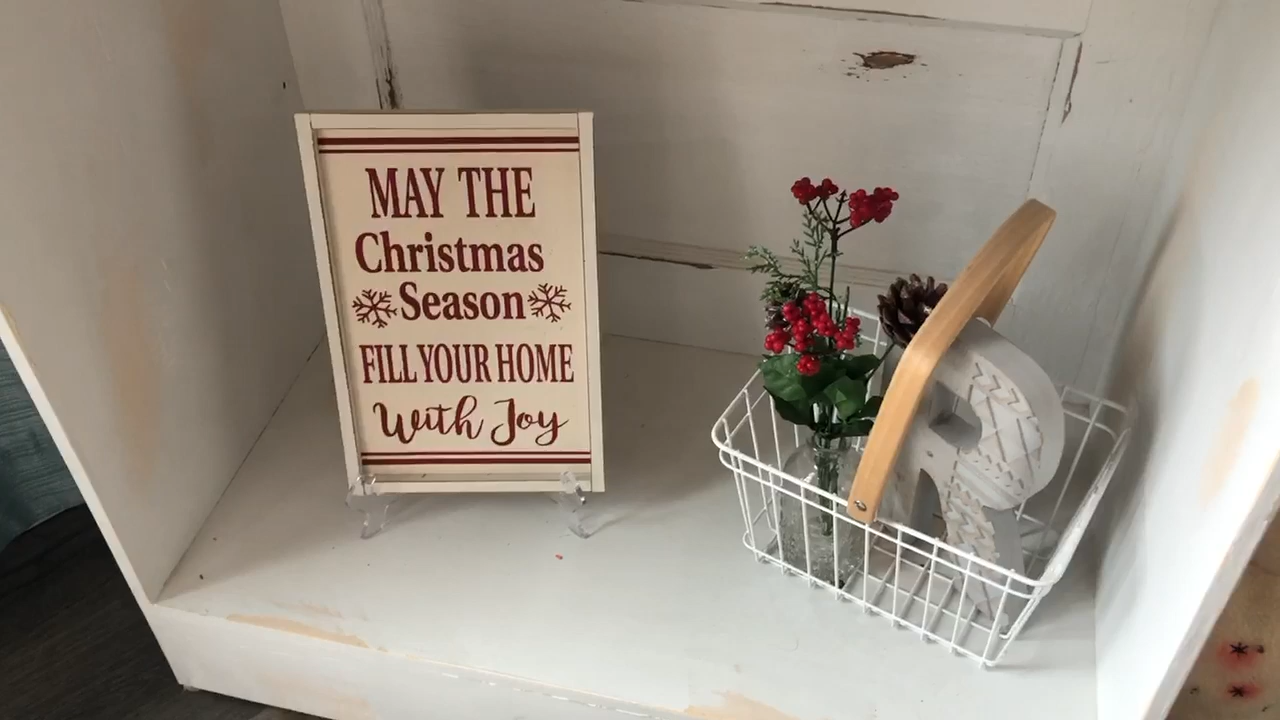 MAY THE
Christmas
Season
FILL YOUR HOME
With Joy
R